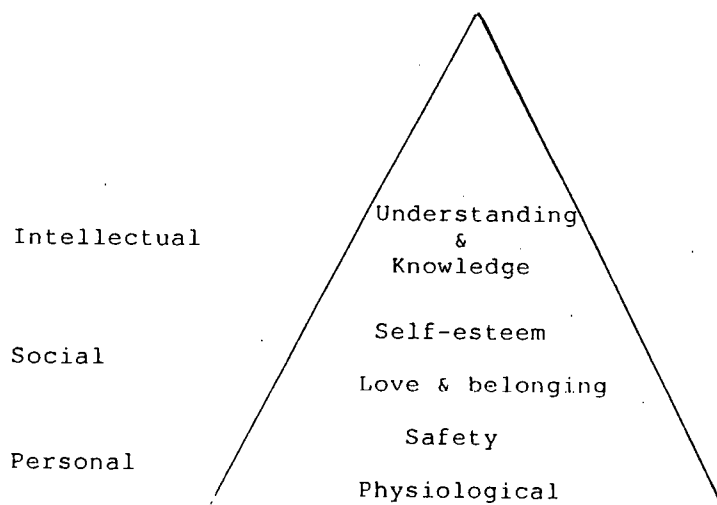 Understanding
Intellectual
&
Knowledge
Self-esteem
Social
Love & belonging
Safety
Personal
Physiological